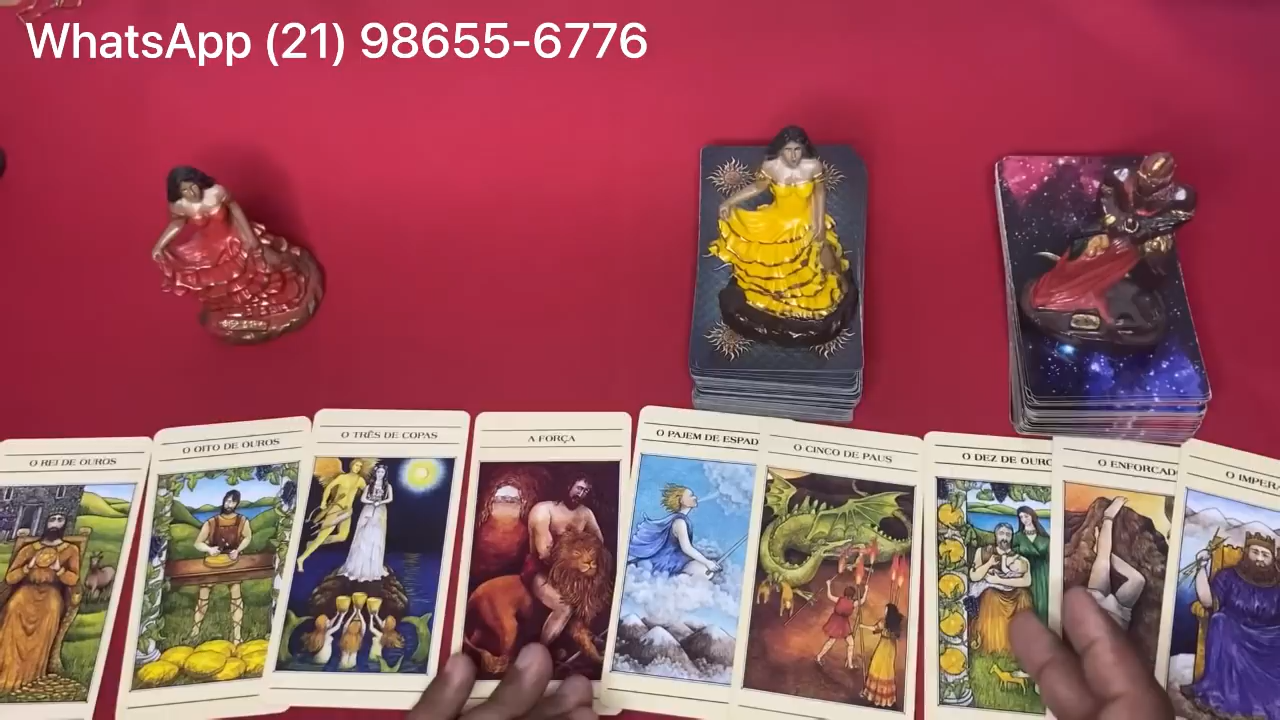 WhatsApp (21) 98655-6776
O REI DE OUROS
O OITO DE OUROS
O TRÊS DE COPAS
A FORÇA
O PAJEM DE ESPAD
O CINCO DE PAUS
O DEZ DE OURO
O ENFORCAD
O IMPERA